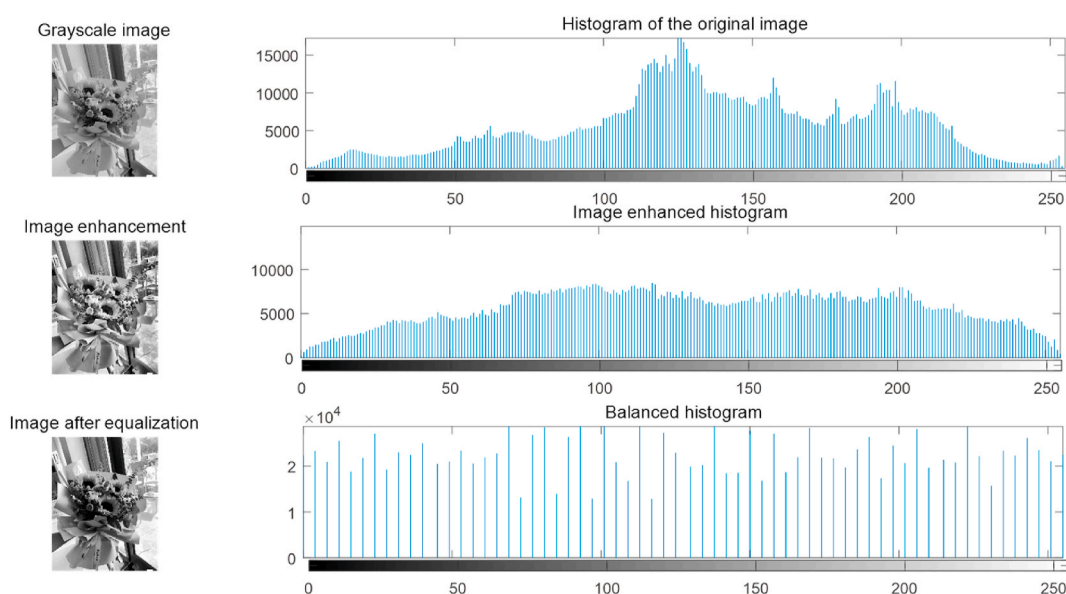 Grayscale image
Histogram of the original image
15000
10000
5000
0
0 50 100 150 200 250
Image enhancement
Image enhanced histogram
10000
5000
0
0 50 100 150 200 250
Image after equalization
Balanced histogram
×10⁴
2
1
0
0 50 100 150 200 250